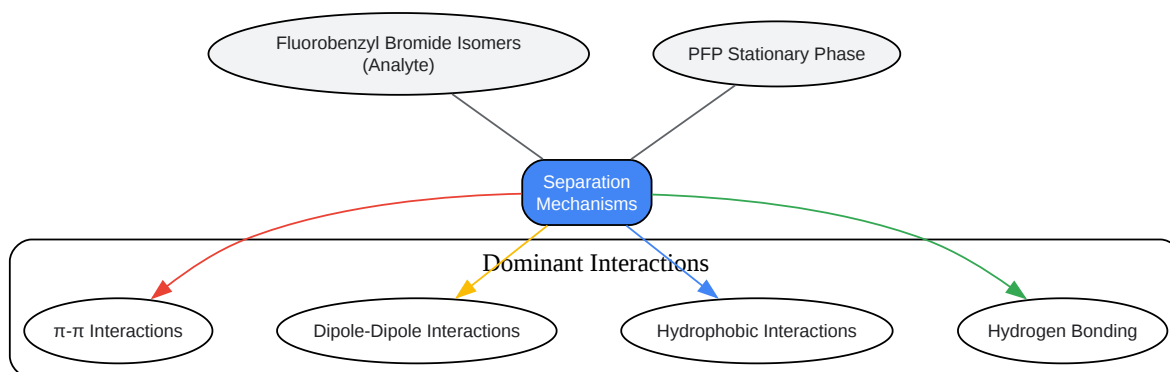 Fluorobenzyl Bromide Isomers
(Analyte)
PFP Stationary Phase
Separation
Mechanisms
Dominant Interactions
π-π Interactions
Dipole-Dipole Interactions
Hydrophobic Interactions
Hydrogen Bonding